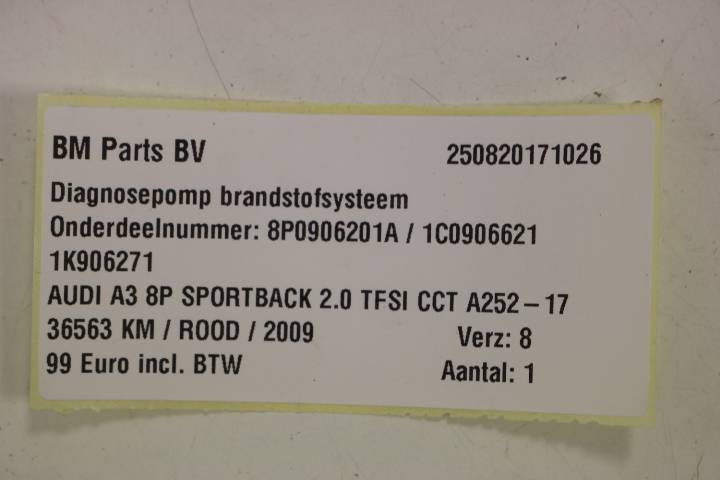 BM Parts BV 250820171026
Diagnosepomp brandstofsysteem
Onderdeelnummer: 8P0906201A / 1C0906621
1K906271
AUDI A3 8P SPORTBACK 2.0 TFSI CCT A252-17
36563 KM / ROOD / 2009 Verz: 8
99 Euro incl. BTW Aantal: 1